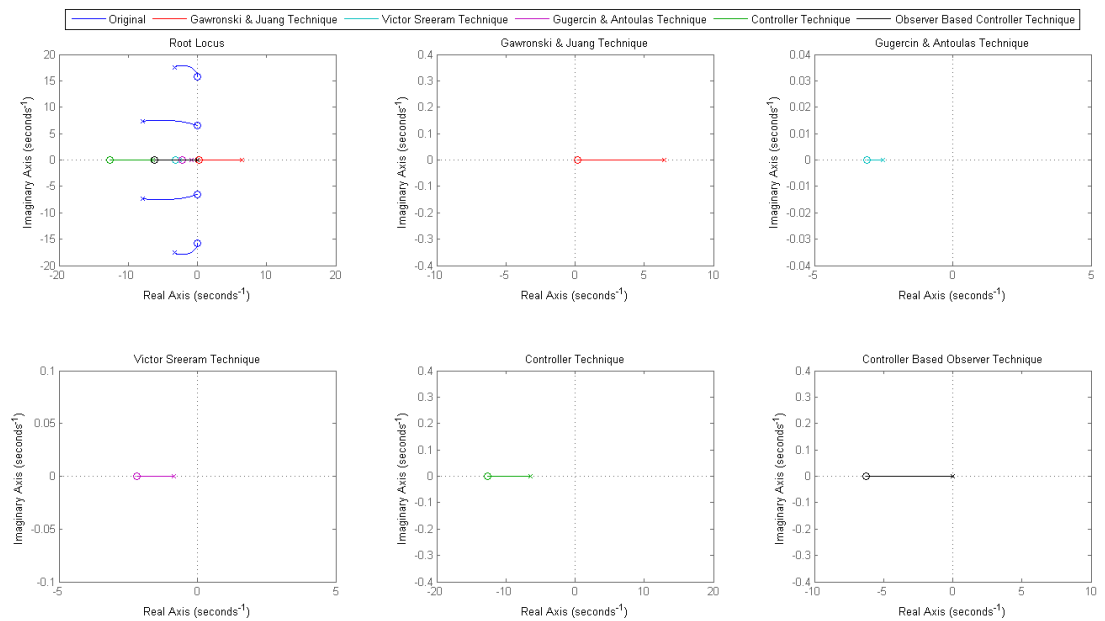 Original Gawronski & Juang Technique Victor Sreeram Technique Gugercin & Antoulas Technique Controller Technique Observer Based Controller Technique
Root Locus
20
15
10
5
0
-5
-10
-15
-20
-20 -10 0 10 20
Imaginary Axis (seconds-1)
Real Axis (seconds-1)
Gawronski & Juang Technique
0.4
0.3
0.2
0.1
0
-0.1
-0.2
-0.3
-0.4
-10 -5 0 5 10
Imaginary Axis (seconds-1)
Real Axis (seconds-1)
Gugercin & Antoulas Technique
0.04
0.03
0.02
0.01
0
-0.01
-0.02
-0.03
-0.04
-5 0 5
Imaginary Axis (seconds-1)
Real Axis (seconds-1)
Victor Sreeram Technique
0.1
0.05
0
-0.05
-0.1
-5 0 5
Imaginary Axis (seconds-1)
Real Axis (seconds-1)
Controller Technique
0.4
0.3
0.2
0.1
0
-0.1
-0.2
-0.3
-0.4
-20 -10 0 10 20
Imaginary Axis (seconds-1)
Real Axis (seconds-1)
Controller Based Observer Technique
0.4
0.3
0.2
0.1
0
-0.1
-0.2
-0.3
-0.4
-10 -5 0 5 10
Imaginary Axis (seconds-1)
Real Axis (seconds-1)